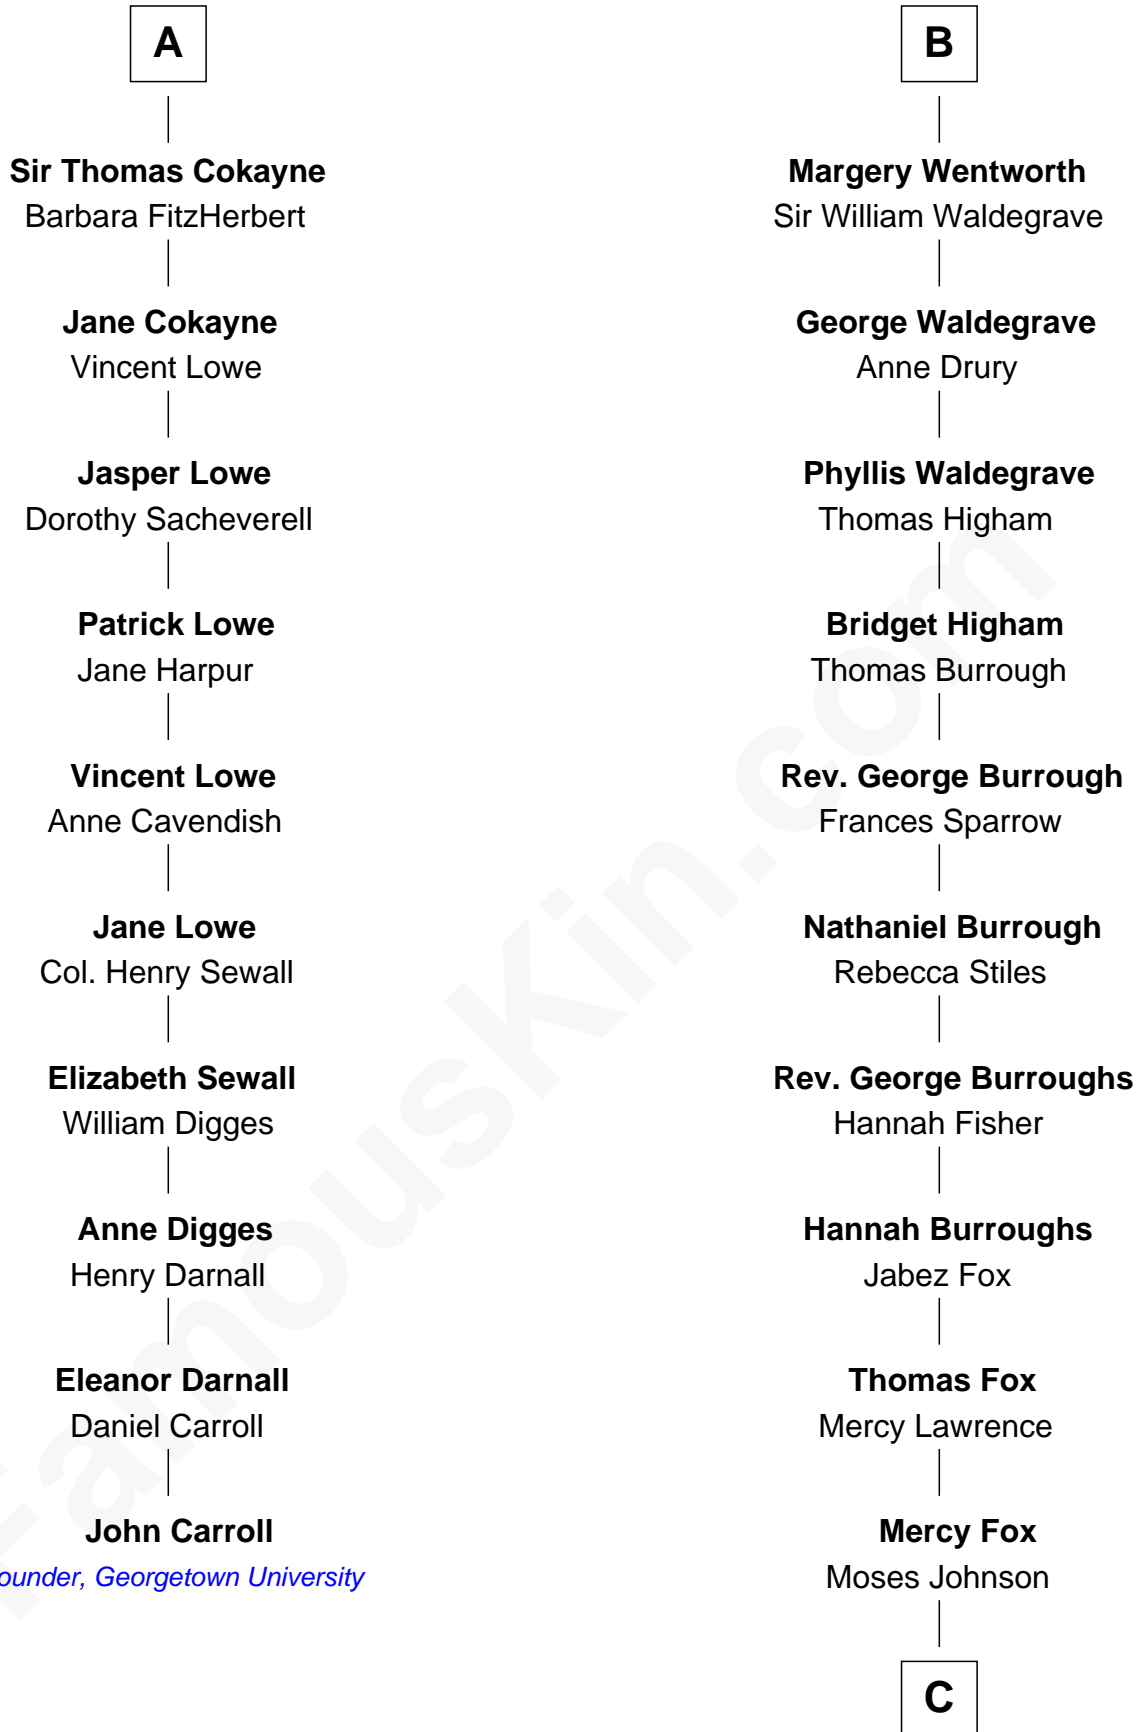 A
Sir Thomas Cokayne
Barbara FitzHerbert
Jane Cokayne
Vincent Lowe
Jasper Lowe
Dorothy Sacheverell
Patrick Lowe
Jane Harpur
Vincent Lowe
Anne Cavendish
Jane Lowe
Col. Henry Sewall
Elizabeth Sewall
William Digges
Anne Digges
Henry Darnall
Eleanor Darnall
Daniel Carroll
John Carroll
ounder, Georgetown University
B
Margery Wentworth
Sir William Waldegrave
George Waldegrave
Anne Drury
Phyllis Waldegrave
Thomas Higham
Bridget Higham
Thomas Burrough
Rev. George Burrough
Frances Sparrow
Nathaniel Burrough
Rebecca Stiles
Rev. George Burroughs
Hannah Fisher
Hannah Burroughs
Jabez Fox
Thomas Fox
Mercy Lawrence
Mercy Fox
Moses Johnson
C
FamousKin.com